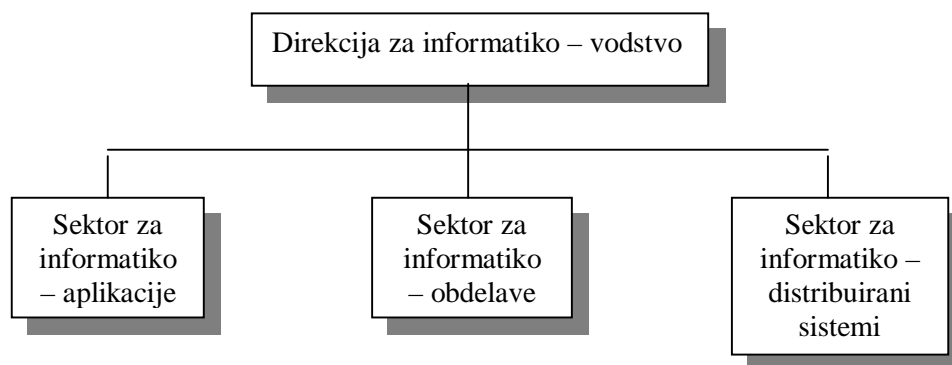 Direkcija za informatiko – vodstvo
Sektor za
informatiko
– aplikacije
Sektor za
informatiko
– obdelave
Sektor za
informatiko –
distribuirani
sistemi